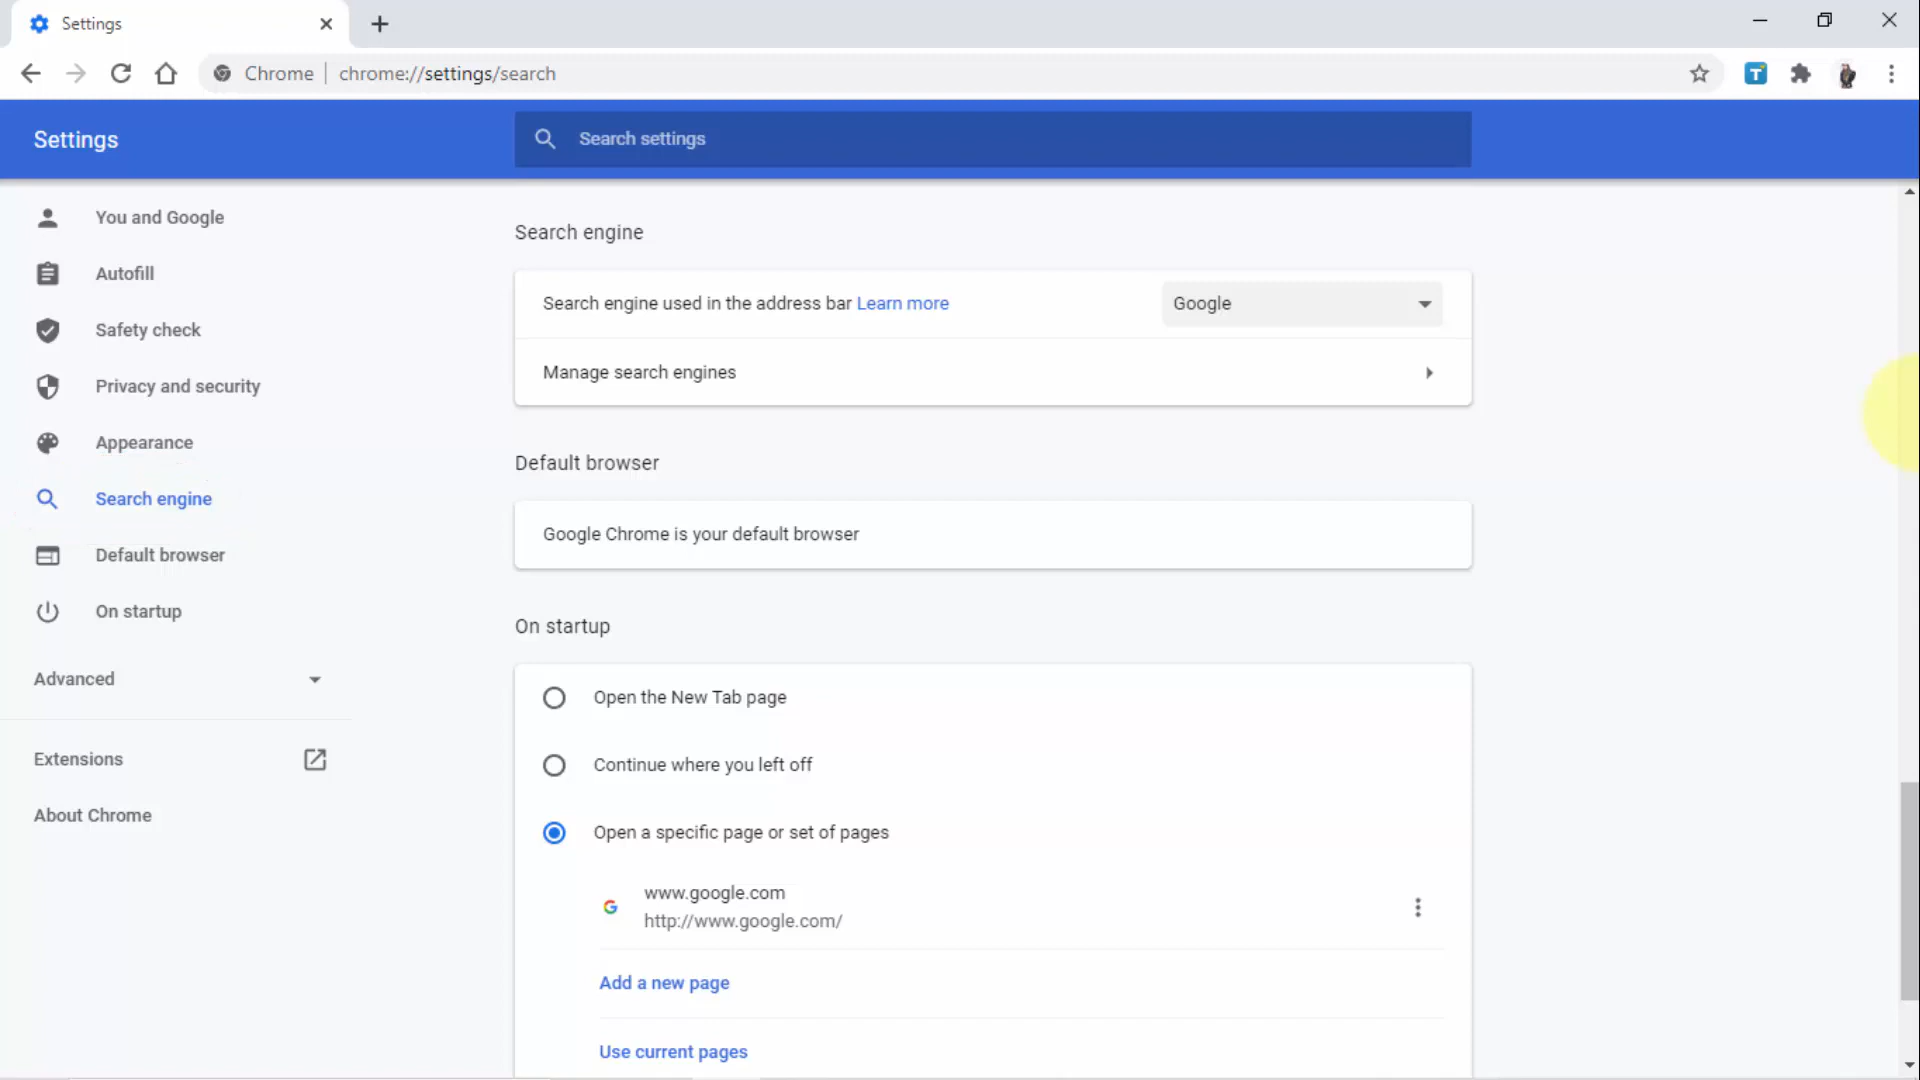 Settings
Chrome | chrome://settings/search
T
Settings
Search settings
You and Google
Autofill
Safety check
Privacy and security
Appearance
Search engine
Default browser
On startup
Advanced
Extensions
About Chrome
Search engine
Search engine used in the address bar Learn more
Google
Manage search engines
Default browser
Google Chrome is your default browser
On startup
Open the New Tab page
Continue where you left off
Open a specific page or set of pages
www.google.com
http://www.google.com/
Add a new page
Use current pages